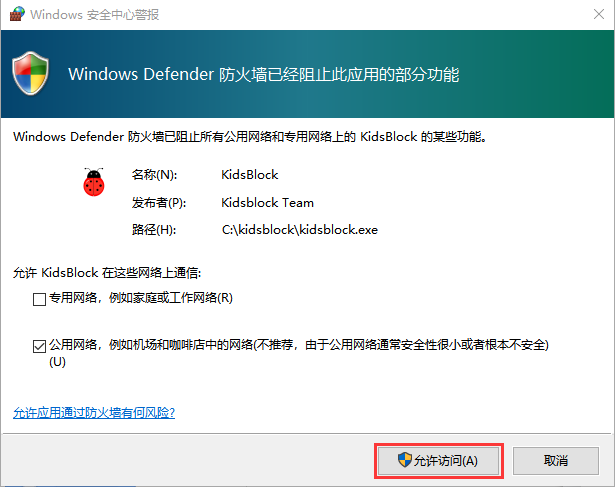 Windows 安全中心警报
Windows Defender 防火墙已经阻止此应用的部分功能
Windows Defender 防火墙已阻止所有公用网络和专用网络上的 KidsBlock 的某些功能。
名称(N): KidsBlock
发布者(P): Kidsblock Team
路径(H): C:\kidsblock\kidsblock.exe
允许 KidsBlock 在这些网络上通信:
专用网络，例如家庭或工作网络(R)
公用网络，例如机场和咖啡店中的网络(不推荐，由于公用网络通常安全性很小或者根本不安全)
(U)
允许应用通过防火墙有何风险?
允许访问(A) 取消